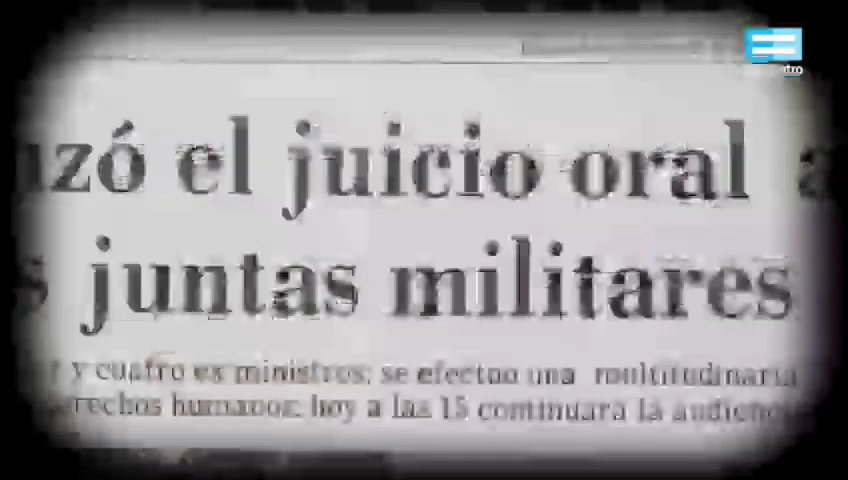 zó el juicio oral a
s juntas militares
y cuatro ex ministros; se efectuó una multitudinaria
rechos humanos; hoy a las 15 continuará la audienc